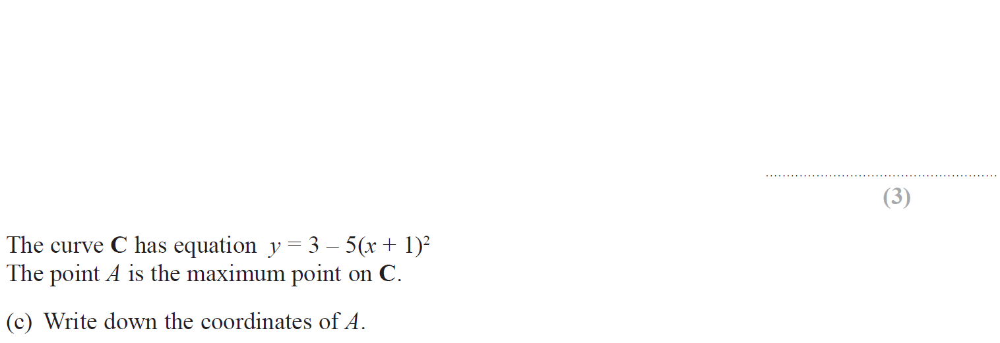 ......................................................
(3)
The curve C has equation y = 3 – 5(x + 1)²
The point A is the maximum point on C.
(c) Write down the coordinates of A.